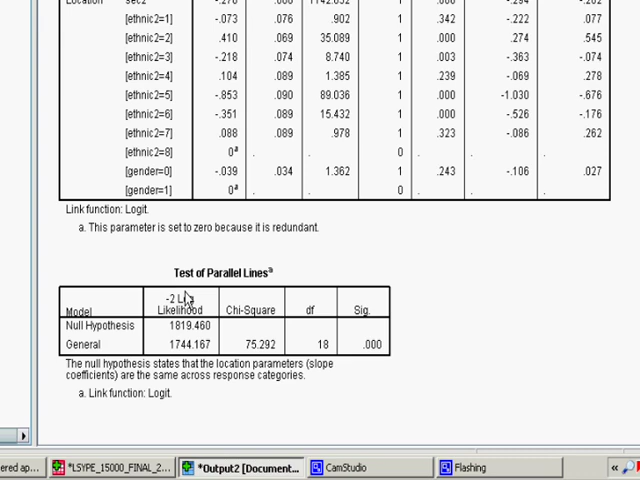 Location
[ethnic2=1] -.073 .076 .902 1 .342 -.222 .077
[ethnic2=2] .410 .069 35.089 1 .000 .274 .545
[ethnic2=3] -.218 .074 8.740 1 .003 -.363 -.074
[ethnic2=4] .104 .089 1.385 1 .239 -.069 .278
[ethnic2=5] -.853 .090 89.036 1 .000 -1.030 -.676
[ethnic2=6] -.351 .089 15.432 1 .000 -.526 -.176
[ethnic2=7] .088 .089 .978 1 .323 -.086 .262
[ethnic2=8] 0a . . 0 . . .
[gender=0] -.039 .034 1.362 1 .243 -.106 .027
[gender=1] 0a . . 0 . . .
Link function: Logit.
a. This parameter is set to zero because it is redundant.
Test of Parallel Linesa
-2 Log
Model Likelihood Chi-Square df Sig.
Null Hypothesis 1819.460
General 1744.167 75.292 18 .000
The null hypothesis states that the location parameters (slope
coefficients) are the same across response categories.
a. Link function: Logit.
ered ap... *LSYPE_15000_FINAL_2... *Output2 [Document... CamStudio Flashing «